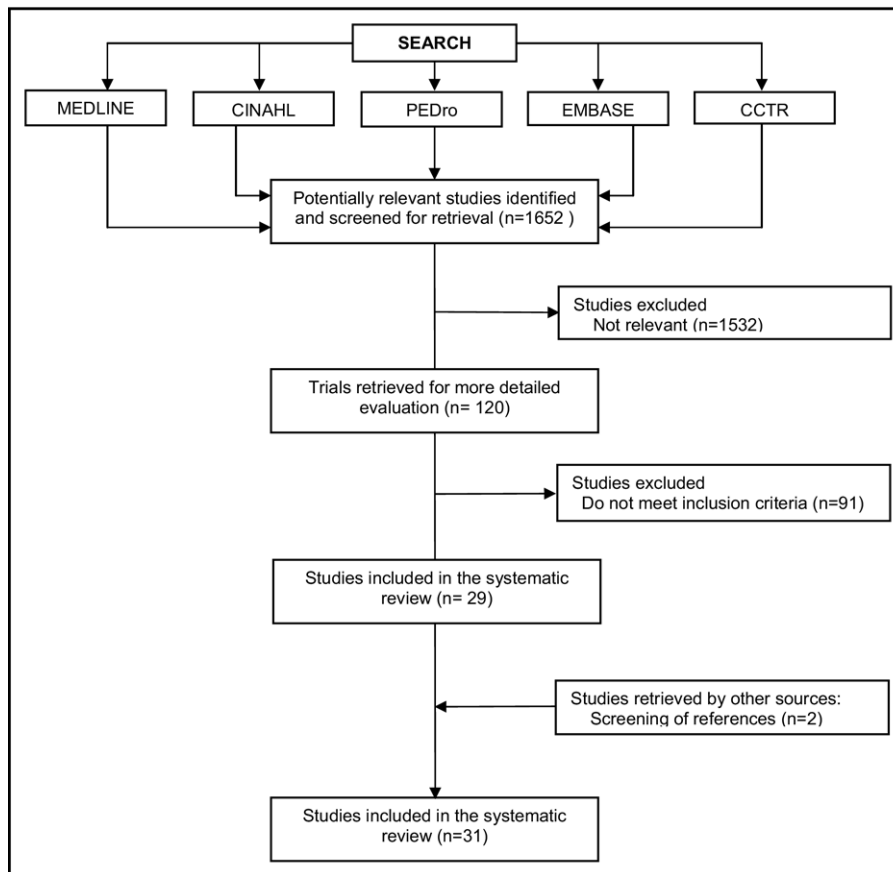 SEARCH
MEDLINE
CINAHL
PEDro
EMBASE
CCTR
Potentially relevant studies identified
and screened for retrieval (n=1652 )
Studies excluded
Not relevant (n=1532)
Trials retrieved for more detailed
evaluation (n= 120)
Studies excluded
Do not meet inclusion criteria (n=91)
Studies included in the systematic
review (n= 29)
Studies retrieved by other sources:
Screening of references (n=2)
Studies included in the systematic
review (n=31)